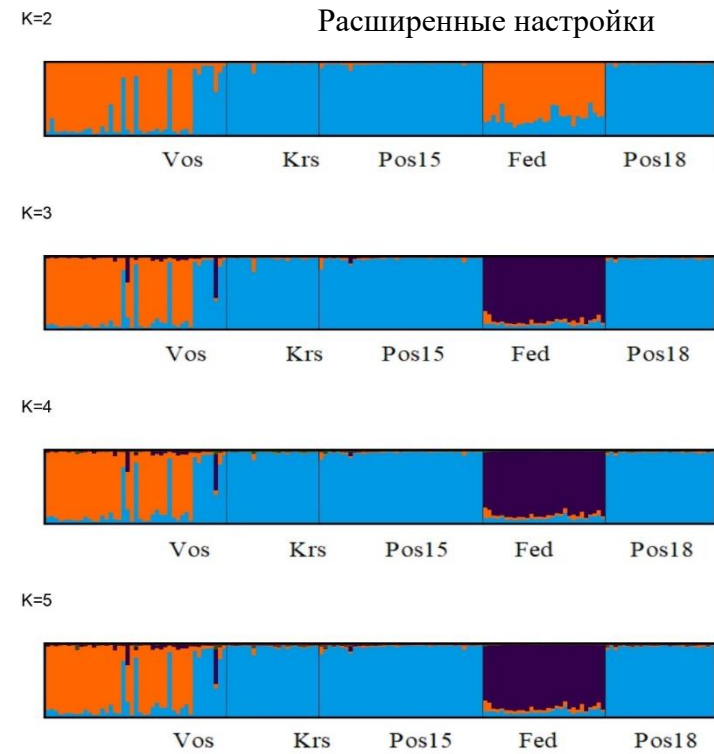 K=2
Расширенные настройки
Vos Krs Pos15 Fed Pos18
K=3
Vos Krs Pos15 Fed Pos18
K=4
Vos Krs Pos15 Fed Pos18
K=5
Vos Krs Pos15 Fed Pos18